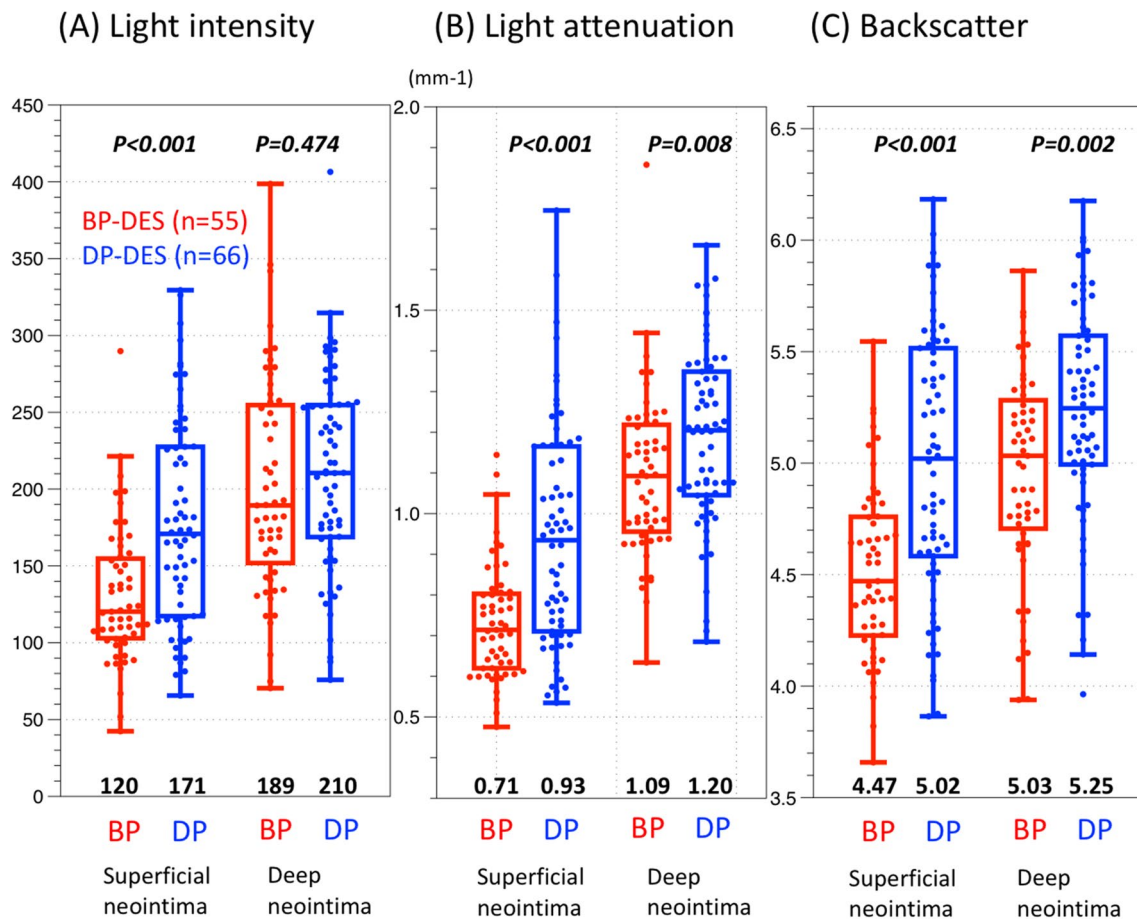 (A) Light intensity
(B) Light attenuation
(C) Backscatter
(mm-1)
450
400
350
300
250
200
150
100
50
0
P<0.001
P=0.474
BP-DES (n=55)
DP-DES (n=66)
120
171
189
210
BP
DP
BP
DP
Superficial
neointima
Deep
neointima
2.0
1.5
1.0
0.5
P<0.001
P=0.008
0.71
0.93
1.09
1.20
BP
DP
BP
DP
Superficial
neointima
Deep
neointima
6.5
6.0
5.5
5.0
4.5
4.0
3.5
P<0.001
P=0.002
4.47
5.02
5.03
5.25
BP
DP
BP
DP
Superficial
neointima
Deep
neointima